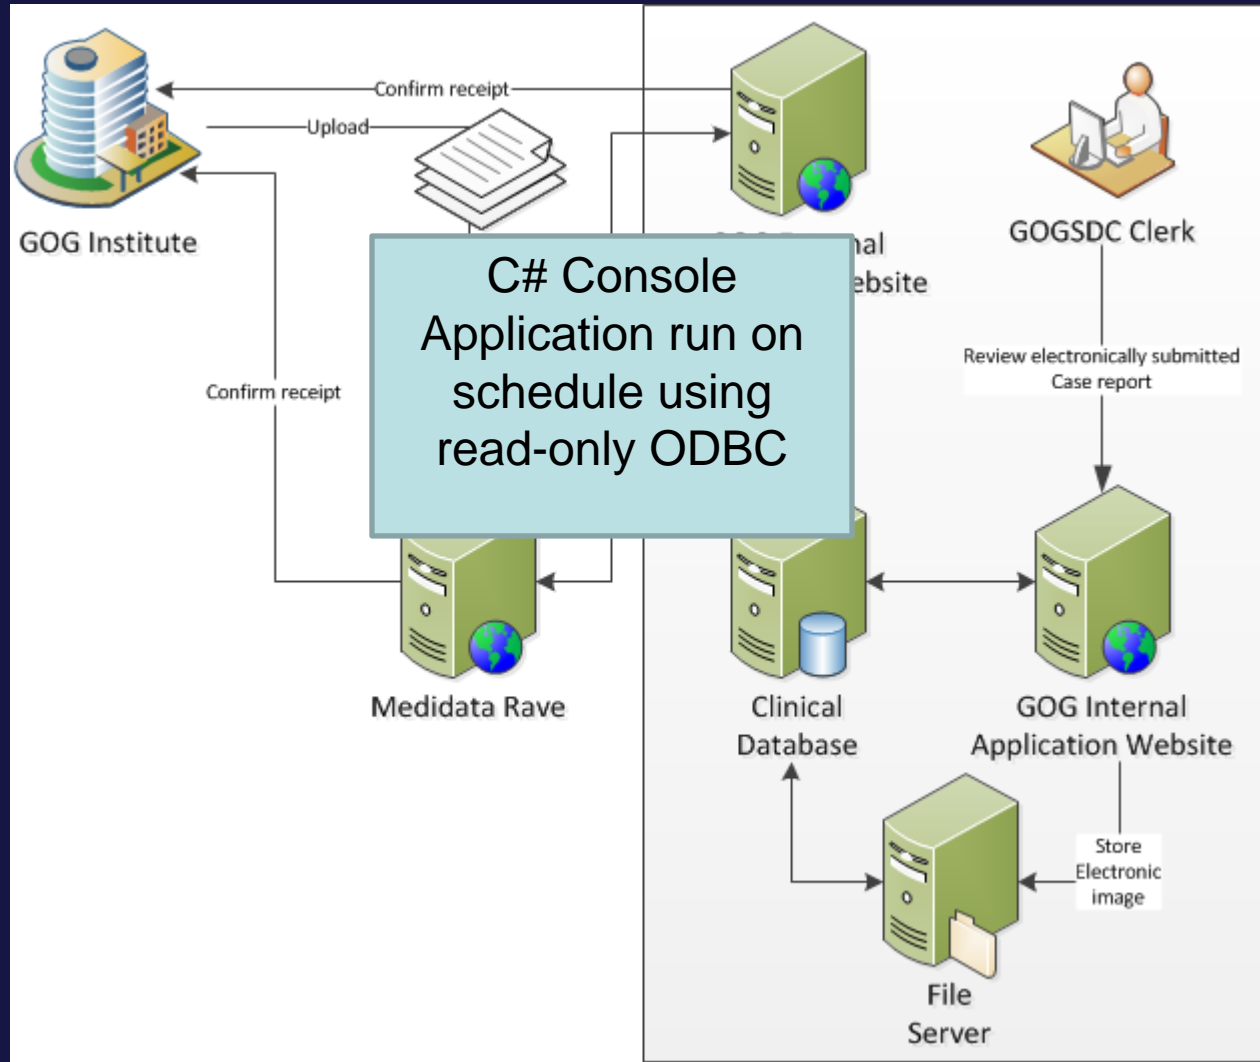 Confirm receipt
Upload
GOG Institute
GOGSDC Clerk
C# Console
Application run on
schedule using
read-only ODBC
Review electronically submitted
Case report
Confirm receipt
Medidata Rave
Clinical
Database
GOG Internal
Application Website
Store
Electronic
image
File
Server